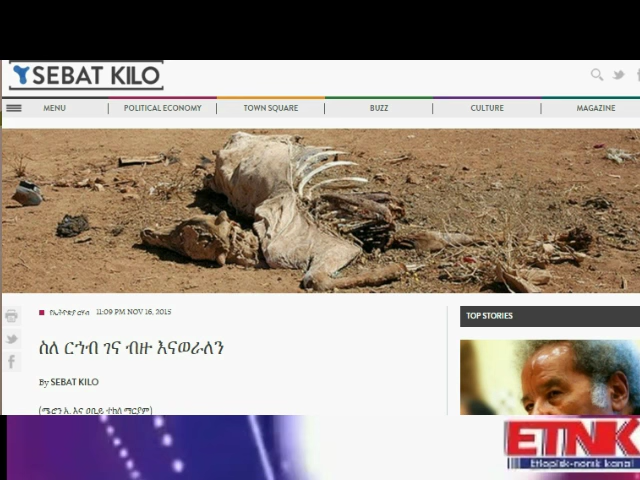 SEBAT KILO
MENU POLITICAL ECONOMY TOWN SQUARE BUZZ CULTURE MAGAZINE
11:09 PM NOV 16, 2015
TOP STORIES
ስለ ርኀብ ገና ብዙ እናወራለን
By SEBAT KILO
ETNK
Etiopisk-norsk kanal